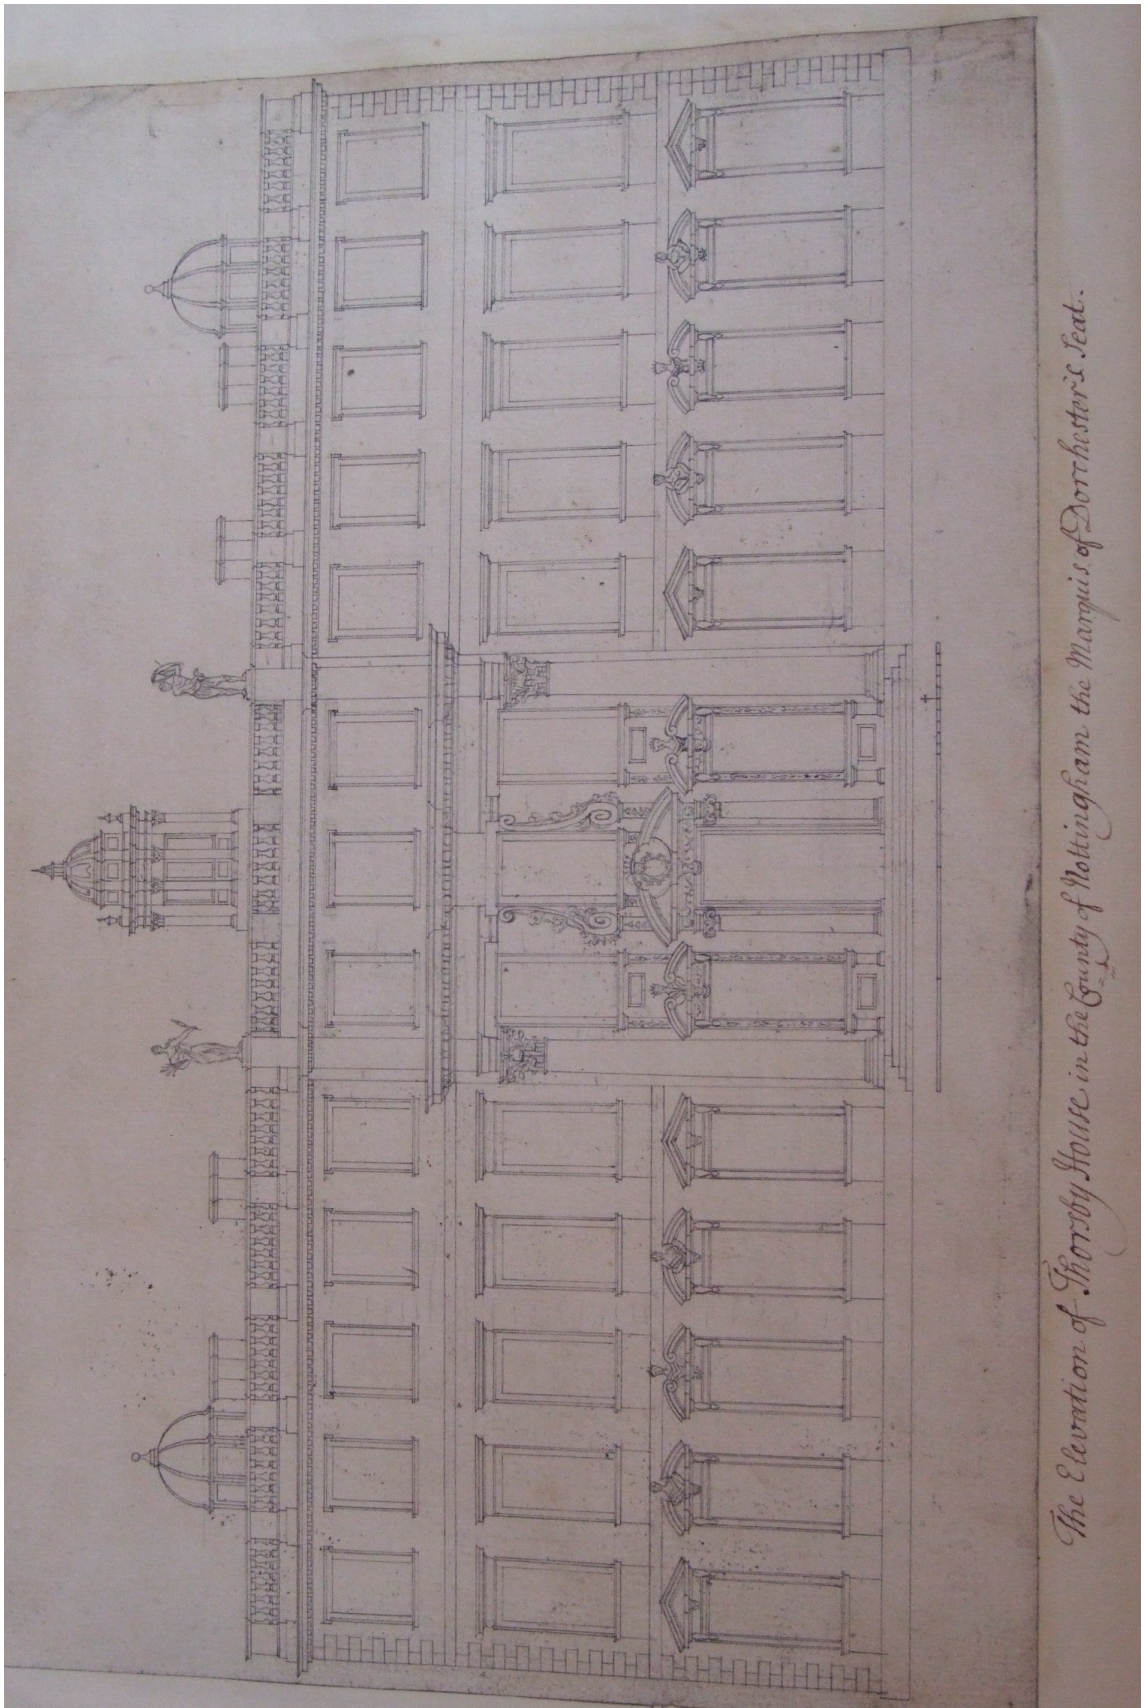 The Elevation of Thorsby House in the County of Nottingham the Marquis of Dorchester's Seat.